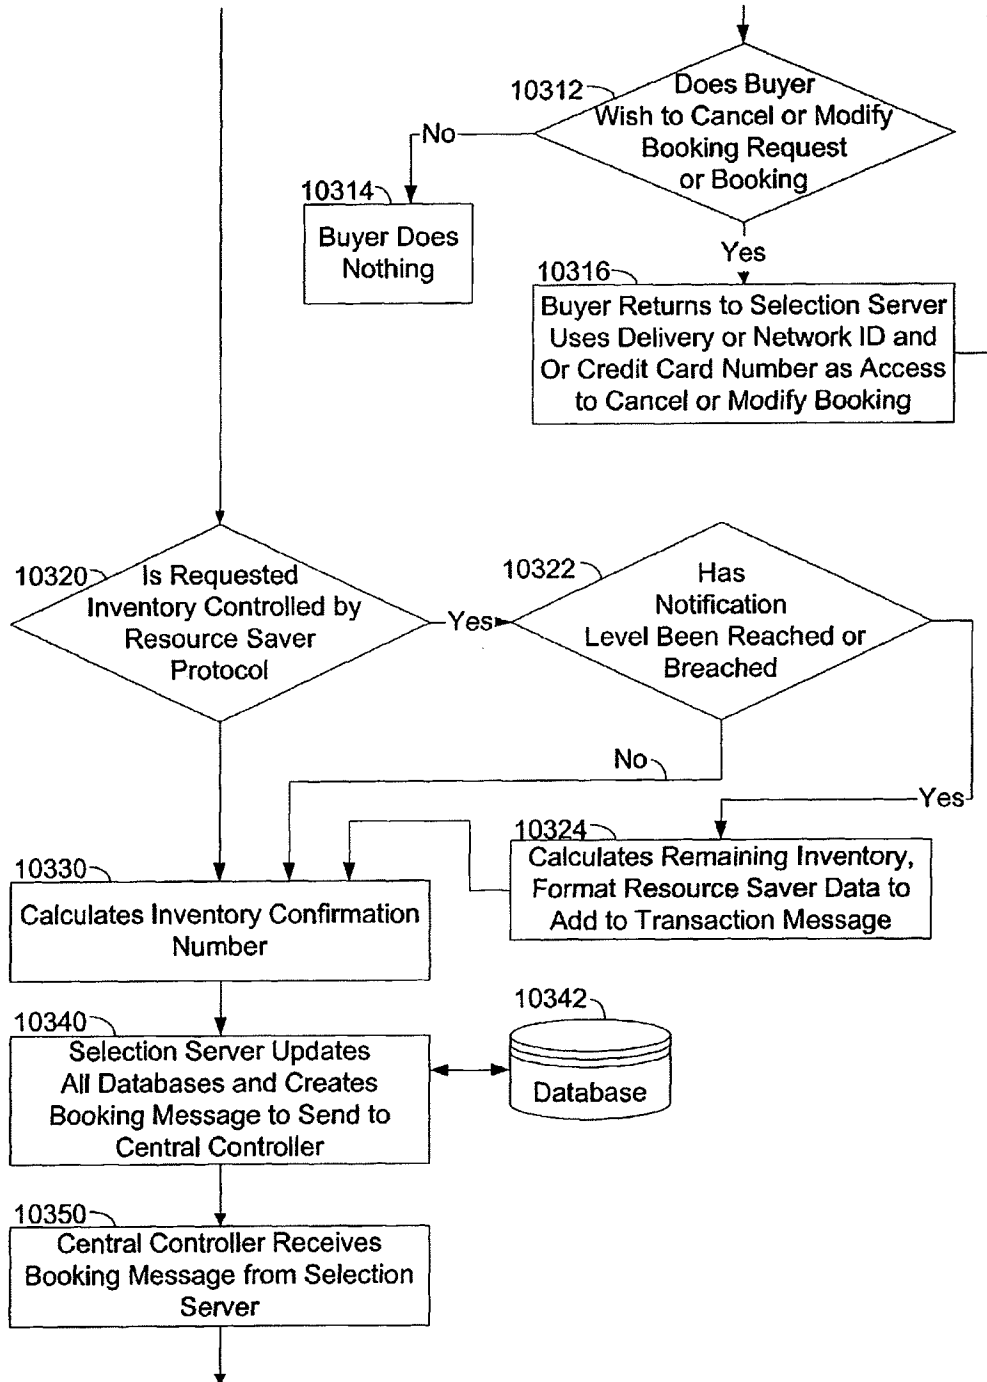 10312
Does Buyer
Wish to Cancel or Modify
Booking Request
or Booking
No
10314
Buyer Does
Nothing
Yes
10316
Buyer Returns to Selection Server
Uses Delivery or Network ID and
Or Credit Card Number as Access
to Cancel or Modify Booking
10320
Is Requested
Inventory Controlled by
Resource Saver
Protocol
Yes
10322
Has
Notification
Level Been Reached or
Breached
No
Yes
10324
Calculates Remaining Inventory,
Format Resource Saver Data to
Add to Transaction Message
10330
Calculates Inventory Confirmation
Number
10340
Selection Server Updates
All Databases and Creates
Booking Message to Send to
Central Controller
10342
Database
10350
Central Controller Receives
Booking Message from Selection
Server